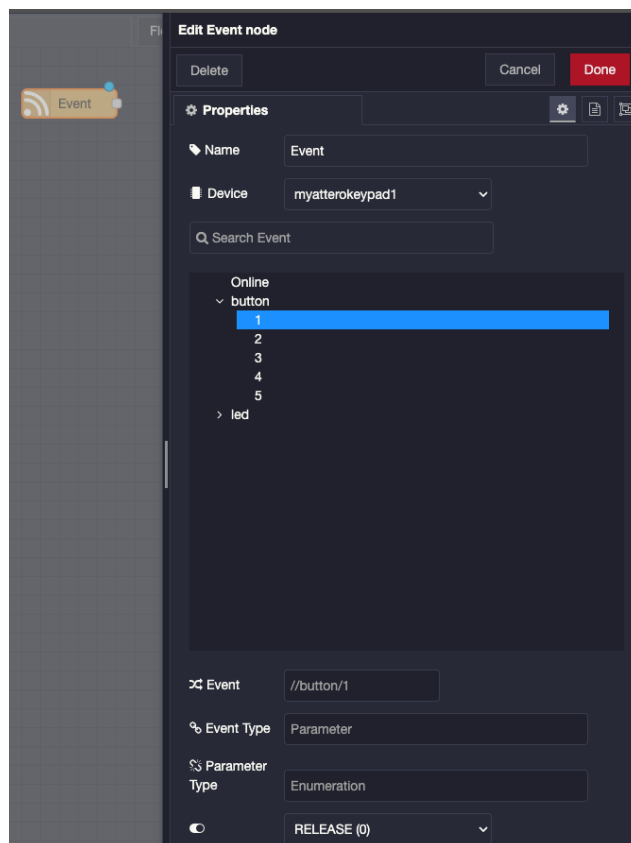 Fl
Edit Event node
Delete
Cancel
Done
Event
Properties
Name
Event
Device
myatterokeypad1
Search Event
Online
button
1
2
3
4
5
led
Event
//button/1
Event Type
Parameter
Parameter
Type
Enumeration
RELEASE (0)